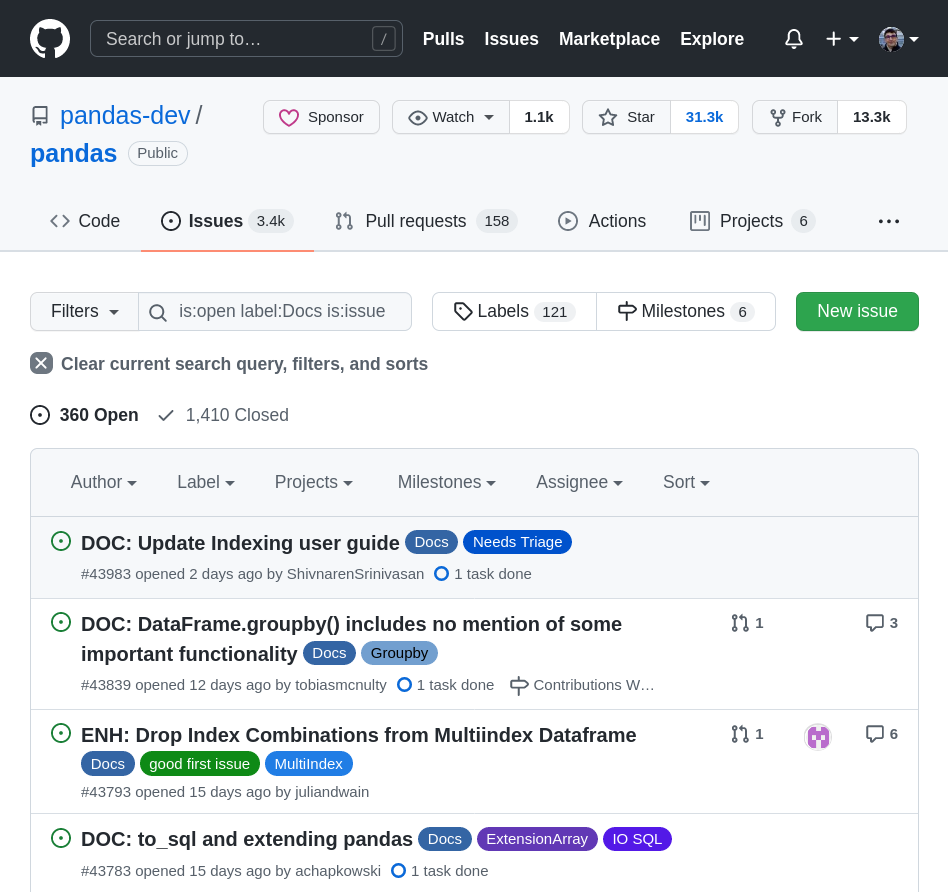 Search or jump to… / Pulls Issues Marketplace Explore
pandas-dev / Sponsor Watch 1.1k Star 31.3k Fork 13.3k
pandas Public
Code Issues 3.4k Pull requests 158 Actions Projects 6
Filters is:open label:Docs is:issue Labels 121 Milestones 6 New issue
Clear current search query, filters, and sorts
360 Open 1,410 Closed
Author Label Projects Milestones Assignee Sort
DOC: Update Indexing user guide Docs Needs Triage
#43983 opened 2 days ago by ShivnarenSrinivasan 1 task done
DOC: DataFrame.groupby() includes no mention of some 1 3
important functionality Docs Groupby
#43839 opened 12 days ago by tobiasmcnulty 1 task done Contributions W…
ENH: Drop Index Combinations from Multiindex Dataframe 1 6
Docs good first issue MultiIndex
#43793 opened 15 days ago by juliandwain
DOC: to_sql and extending pandas Docs ExtensionArray IO SQL
#43783 opened 15 days ago by achapkowski 1 task done